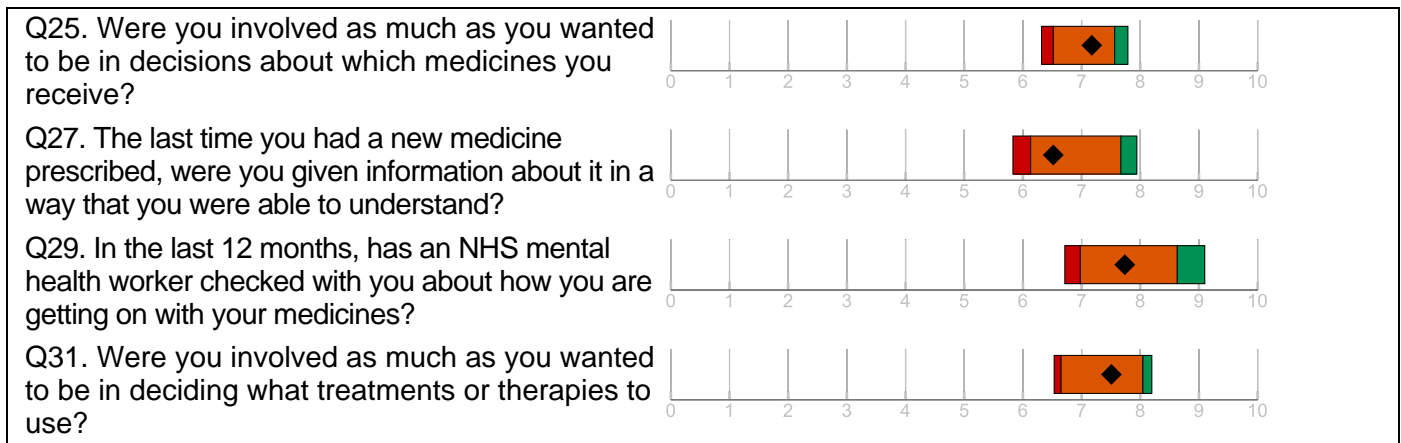 Q25. Were you involved as much as you wanted
to be in decisions about which medicines you
receive?
0 1 2 3 4 5 6 7 8 9 10
Q27. The last time you had a new medicine
prescribed, were you given information about it in a
way that you were able to understand?
0 1 2 3 4 5 6 7 8 9 10
Q29. In the last 12 months, has an NHS mental
health worker checked with you about how you are
getting on with your medicines?
0 1 2 3 4 5 6 7 8 9 10
Q31. Were you involved as much as you wanted
to be in deciding what treatments or therapies to
use?
0 1 2 3 4 5 6 7 8 9 10